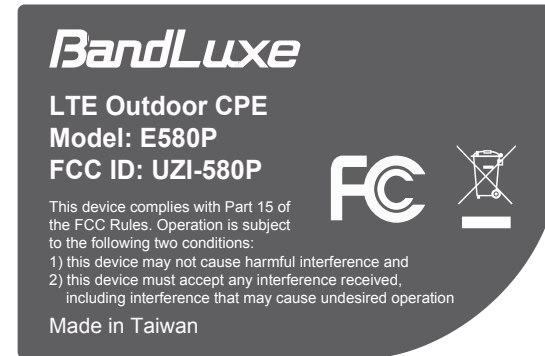 BandLuxe
LTE Outdoor CPE
Model: E580P
FCC ID: UZI-580P
FC
This device complies with Part 15 of
the FCC Rules. Operation is subject
to the following two conditions:
1) this device may not cause harmful interference and
2) this device must accept any interference received,
including interference that may cause undesired operation
Made in Taiwan